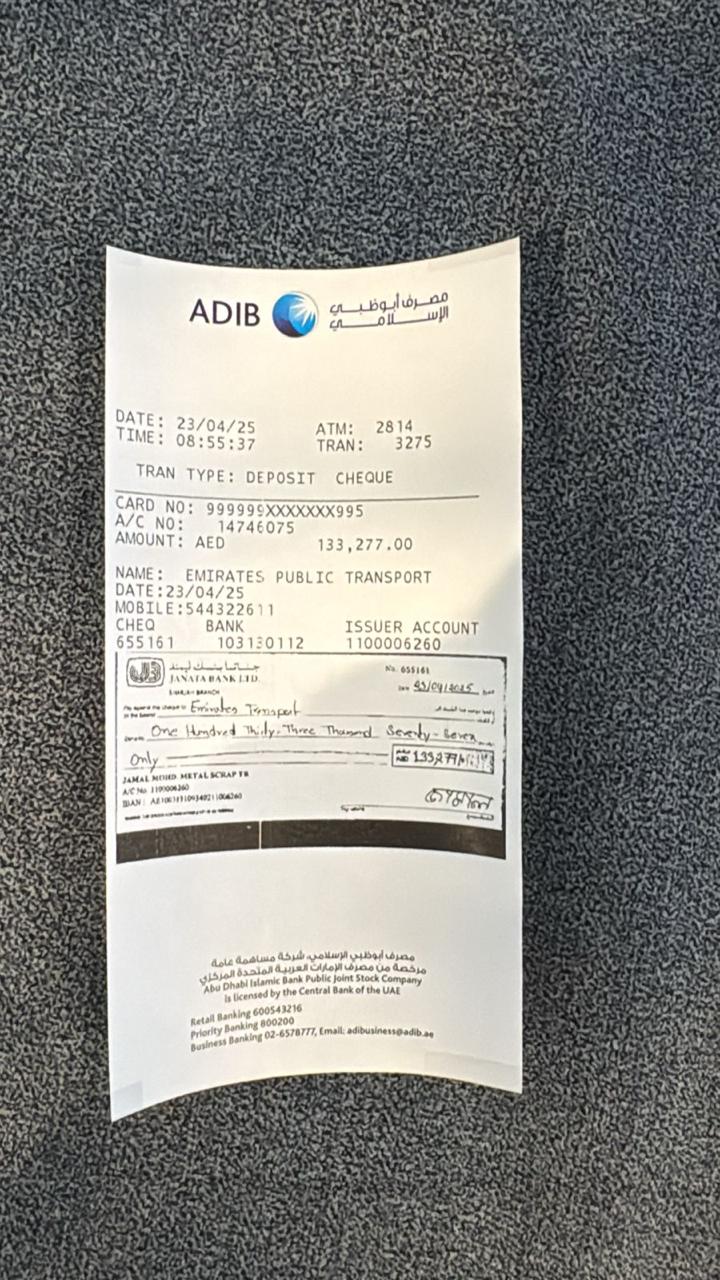 ADIB
مصرف أبوظبي
الإسلامي
DATE: 23/04/25 ATM: 2814
TIME: 08:55:37 TRAN: 3275
TRAN TYPE: DEPOSIT CHEQUE
CARD NO: 999999XXXXXXX995
A/C NO: 14746075
AMOUNT: AED 133,277.00
NAME: EMIRATES PUBLIC TRANSPORT
DATE:23/04/25
MOBILE:544322611
CHEQ BANK ISSUER ACCOUNT
655161 103130112 1100006260
No. 655161
JANATA BANK LTD.
SHARJAH BRANCH
Emirates Transport
One Hundred Thirty-Three Thousand Seventy-Seven
Only
JAMAL MOHD. METAL SCRAP TR
A/C No. 1100006260
IBAN :
مصرف أبوظبي الإسلامي، شركة مساهمة عامة
مرخصة من مصرف الإمارات العربية المتحدة المركزي
Abu Dhabi Islamic Bank Public Joint Stock Company
is licensed by the Central Bank of the UAE
Retail Banking 600543216
Priority Banking 800200
Business Banking 02-6578777, Email: adibusiness@adib.ae